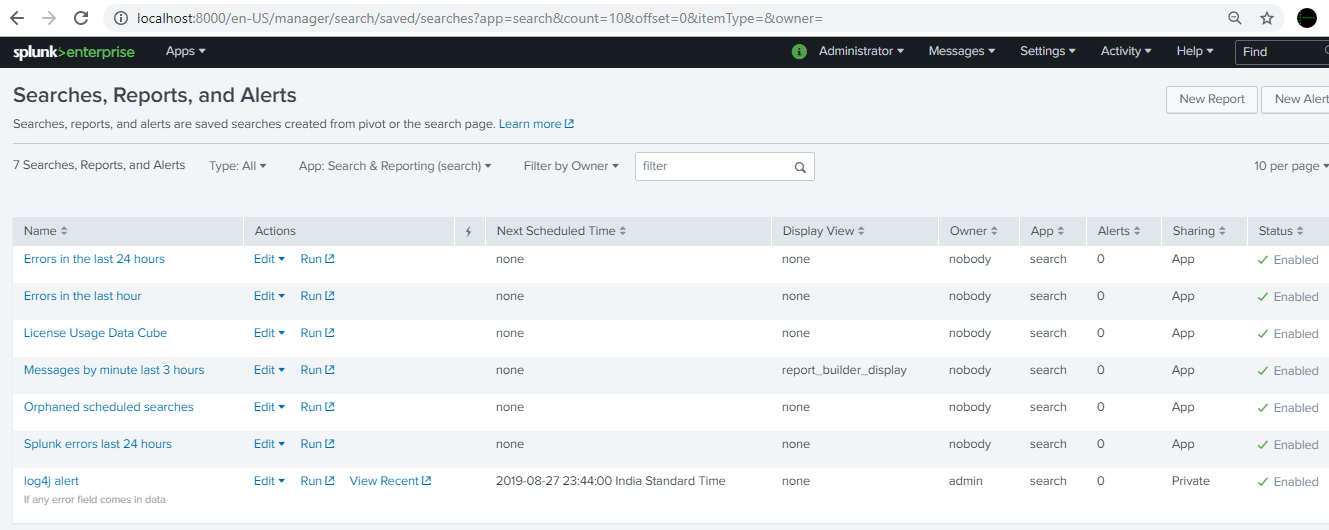 localhost:8000/en-US/manager/search/saved/searches?app=search&count=10&offset=0&itemType=&owner=
splunk>enterprise Apps Administrator Messages Settings Activity Help Find
Searches, Reports, and Alerts
New Report New Alert
Searches, reports, and alerts are saved searches created from pivot or the search page. Learn more
7 Searches, Reports, and Alerts Type: All App: Search & Reporting (search) Filter by Owner filter 10 per page
Name Actions Next Scheduled Time Display View Owner App Alerts Sharing Status
Errors in the last 24 hours Edit Run none none nobody search 0 App Enabled
Errors in the last hour Edit Run none none nobody search 0 App Enabled
License Usage Data Cube Edit Run none none nobody search 0 App Enabled
Messages by minute last 3 hours Edit Run none report_builder_display nobody search 0 App Enabled
Orphaned scheduled searches Edit Run none none nobody search 0 App Enabled
Splunk errors last 24 hours Edit Run none none nobody search 0 App Enabled
log4j alert Edit Run View Recent 2019-08-27 23:44:00 India Standard Time none admin search 0 Private Enabled
If any error field comes in data